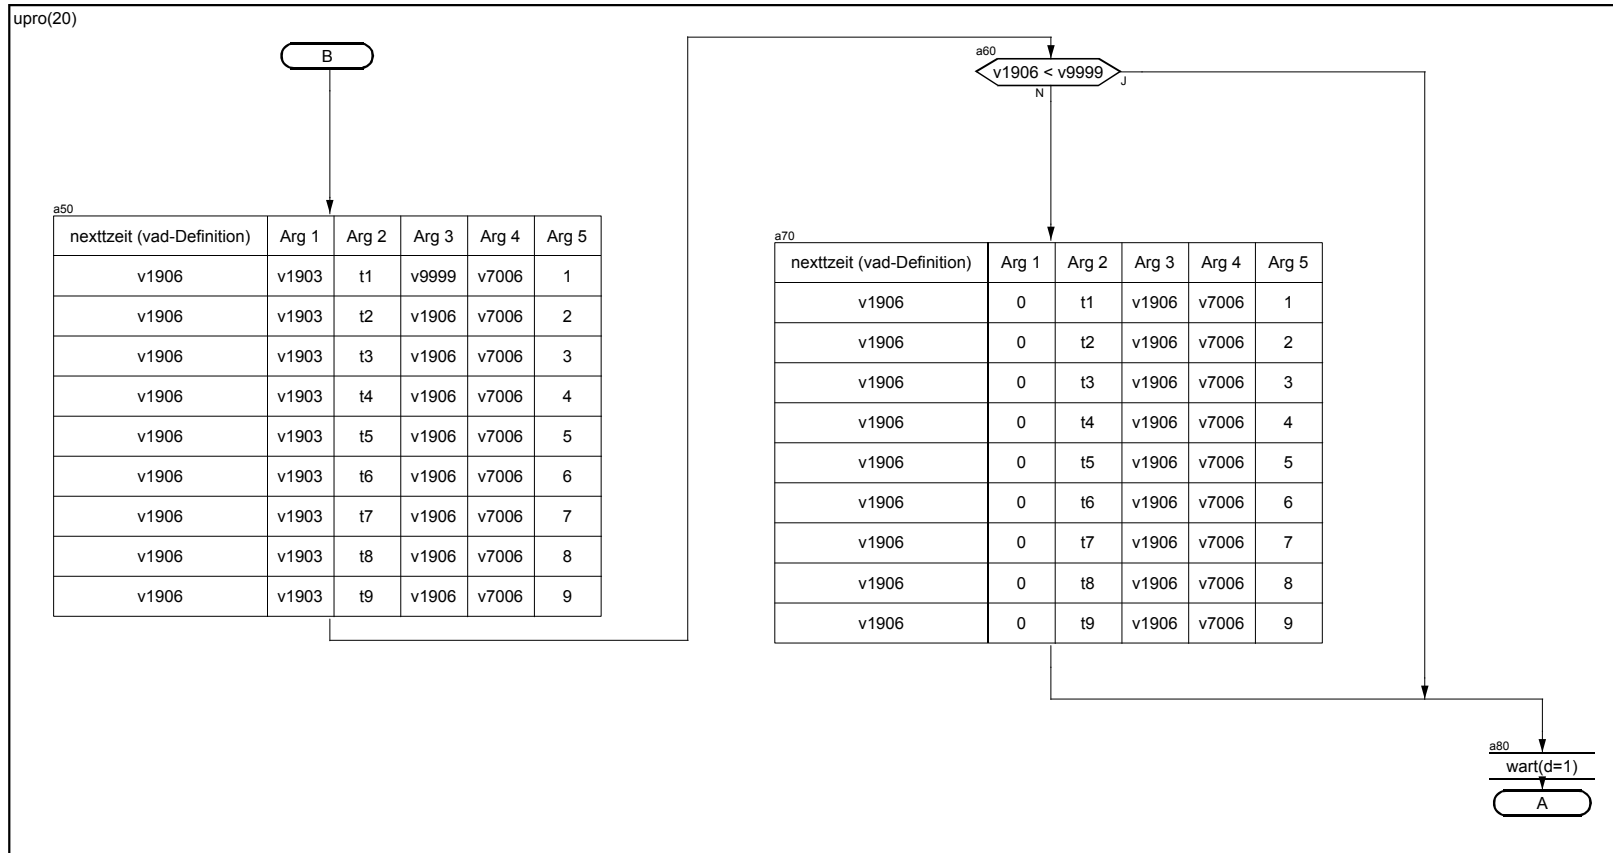 upro(20)
B
a50
nexttzeit (vad-Definition) Arg 1 Arg 2 Arg 3 Arg 4 Arg 5
v1906 v1903 t1 v9999 v7006 1
v1906 v1903 t2 v1906 v7006 2
v1906 v1903 t3 v1906 v7006 3
v1906 v1903 t4 v1906 v7006 4
v1906 v1903 t5 v1906 v7006 5
v1906 v1903 t6 v1906 v7006 6
v1906 v1903 t7 v1906 v7006 7
v1906 v1903 t8 v1906 v7006 8
v1906 v1903 t9 v1906 v7006 9
a60
v1906 < v9999
J
N
a70
nexttzeit (vad-Definition) Arg 1 Arg 2 Arg 3 Arg 4 Arg 5
v1906 0 t1 v1906 v7006 1
v1906 0 t2 v1906 v7006 2
v1906 0 t3 v1906 v7006 3
v1906 0 t4 v1906 v7006 4
v1906 0 t5 v1906 v7006 5
v1906 0 t6 v1906 v7006 6
v1906 0 t7 v1906 v7006 7
v1906 0 t8 v1906 v7006 8
v1906 0 t9 v1906 v7006 9
a80
wart(d=1)
A